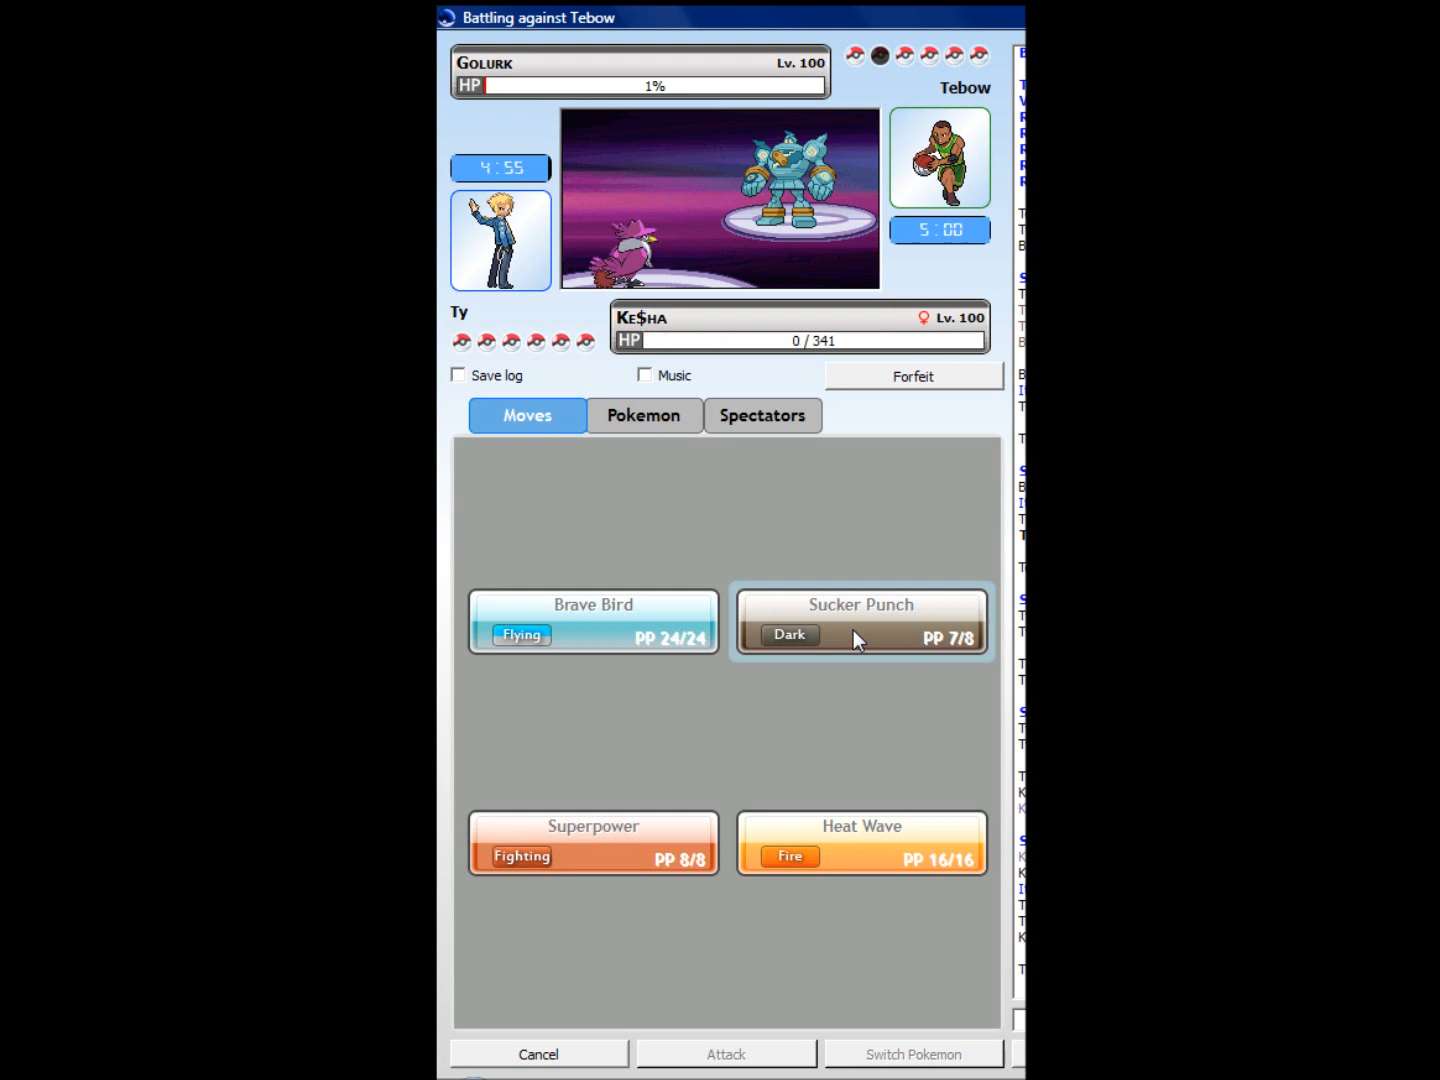 Battling against Tebow
GOLURK Lv. 100
HP 1%
Tebow
4:55
5:00
Ty
KE$HA ♀ Lv. 100
HP 0 / 341
Save log
Music
Forfeit
Moves
Pokemon
Spectators
Brave Bird
Flying PP 24/24
Sucker Punch
Dark PP 7/8
Superpower
Fighting PP 8/8
Heat Wave
Fire PP 16/16
Cancel
Attack
Switch Pokemon